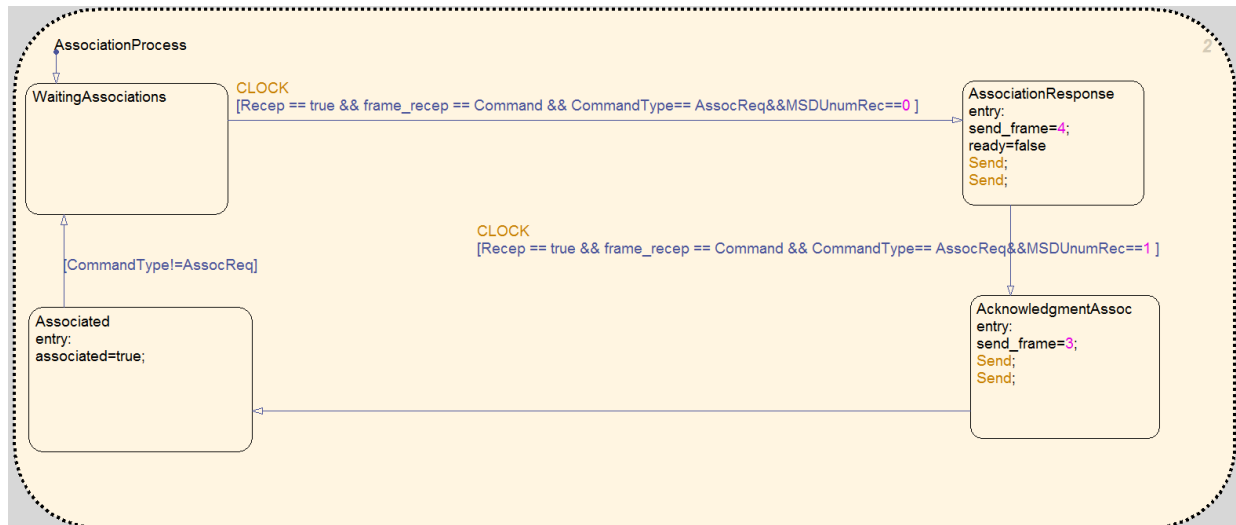 AssociationProcess
2
WaitingAssociations
CLOCK
[Recep == true && frame_recep == Command && CommandType== AssocReq&&MSDUnumRec==0 ]
AssociationResponse
entry:
send_frame=4;
ready=false
Send;
Send;
CLOCK
[Recep == true && frame_recep == Command && CommandType== AssocReq&&MSDUnumRec==1 ]
[CommandType!=AssocReq]
Associated
entry:
associated=true;
AcknowledgmentAssoc
entry:
send_frame=3;
Send;
Send;